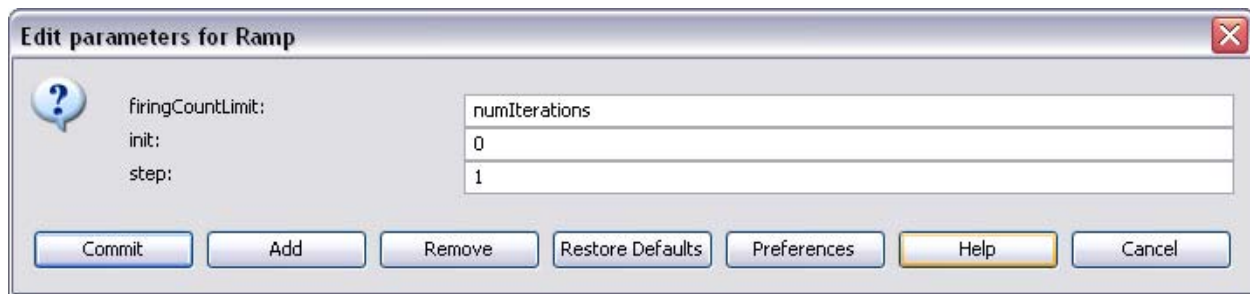 Edit parameters for Ramp
?
firingCountLimit: numIterations
init: 0
step: 1
Commit Add Remove Restore Defaults Preferences Help Cancel